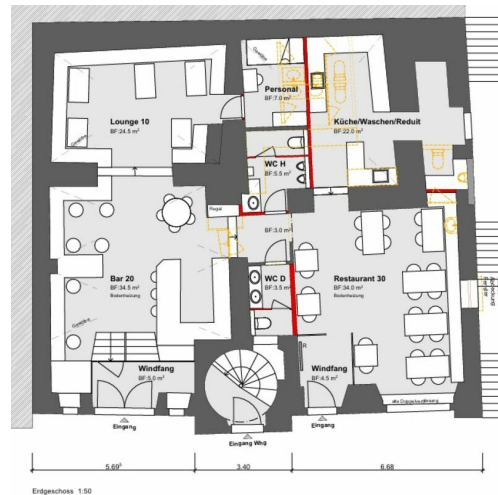 Lounge 10
BF:24.5 m²
Personal
BF:7.0 m²
Küche/Waschen/Reduit
BF:22.0 m²
WC H
BF:5.5 m²
Regal
BF:3.0 m²
Bar 20
BF:34.5 m²
Bodenheizung
WC D
BF:3.5 m²
Restaurant 30
BF:34.0 m²
Bodenheizung
Windfang
BF:5.0 m²
R
Windfang
BF:4.5 m²
alte Doppelverglasung
Eingang
Eingang
Eingang Whg
5.69⁵
3.40
6.68
Erdgeschoss 1:50